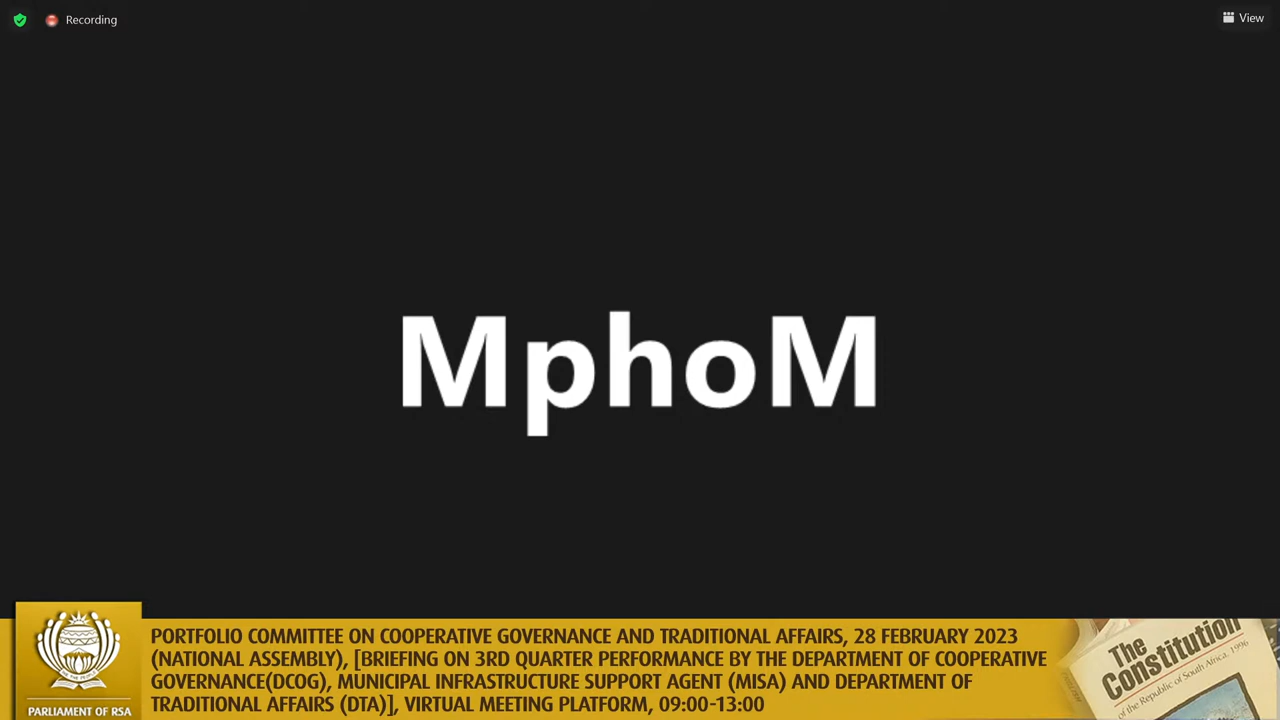 Recording
View
MphoM
PORTFOLIO COMMITTEE ON COOPERATIVE GOVERNANCE AND TRADITIONAL AFFAIRS, 28 FEBRUARY 2023
(NATIONAL ASSEMBLY), [BRIEFING ON 3RD QUARTER PERFORMANCE BY THE DEPARTMENT OF COOPERATIVE
GOVERNANCE(DCOG), MUNICIPAL INFRASTRUCTURE SUPPORT AGENT (MISA) AND DEPARTMENT OF
TRADITIONAL AFFAIRS (DTA)], VIRTUAL MEETING PLATFORM, 09:00-13:00
PARLIAMENT OF RSA
The
Constitution
of the Republic of South Africa, 1996